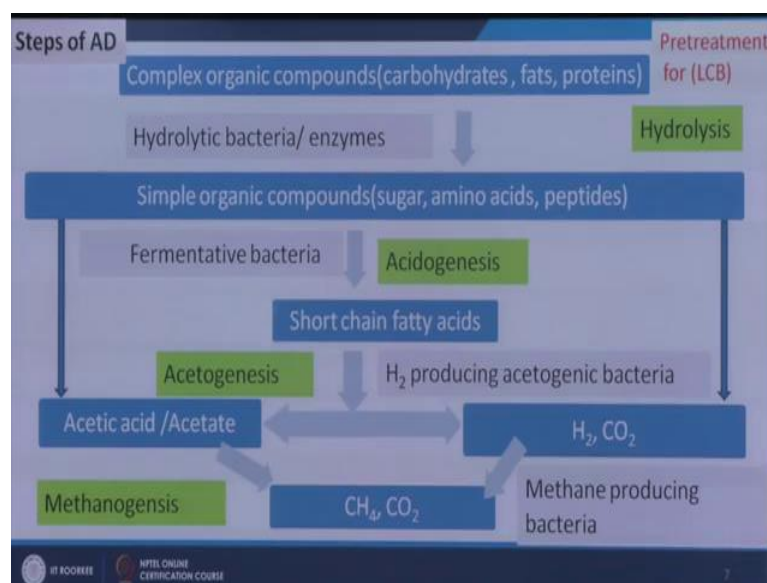 Steps of AD
Pretreatment
for (LCB)
Complex organic compounds(carbohydrates , fats, proteins)
Hydrolytic bacteria/ enzymes
Hydrolysis
Simple organic compounds(sugar, amino acids, peptides)
Fermentative bacteria
Acidogenesis
Short chain fatty acids
Acetogenesis
H₂ producing acetogenic bacteria
Acetic acid /Acetate
H₂, CO₂
Methanogensis
CH₄, CO₂
Methane producing
bacteria
IIT ROORKEE
NPTEL ONLINE
CERTIFICATION COURSE
7